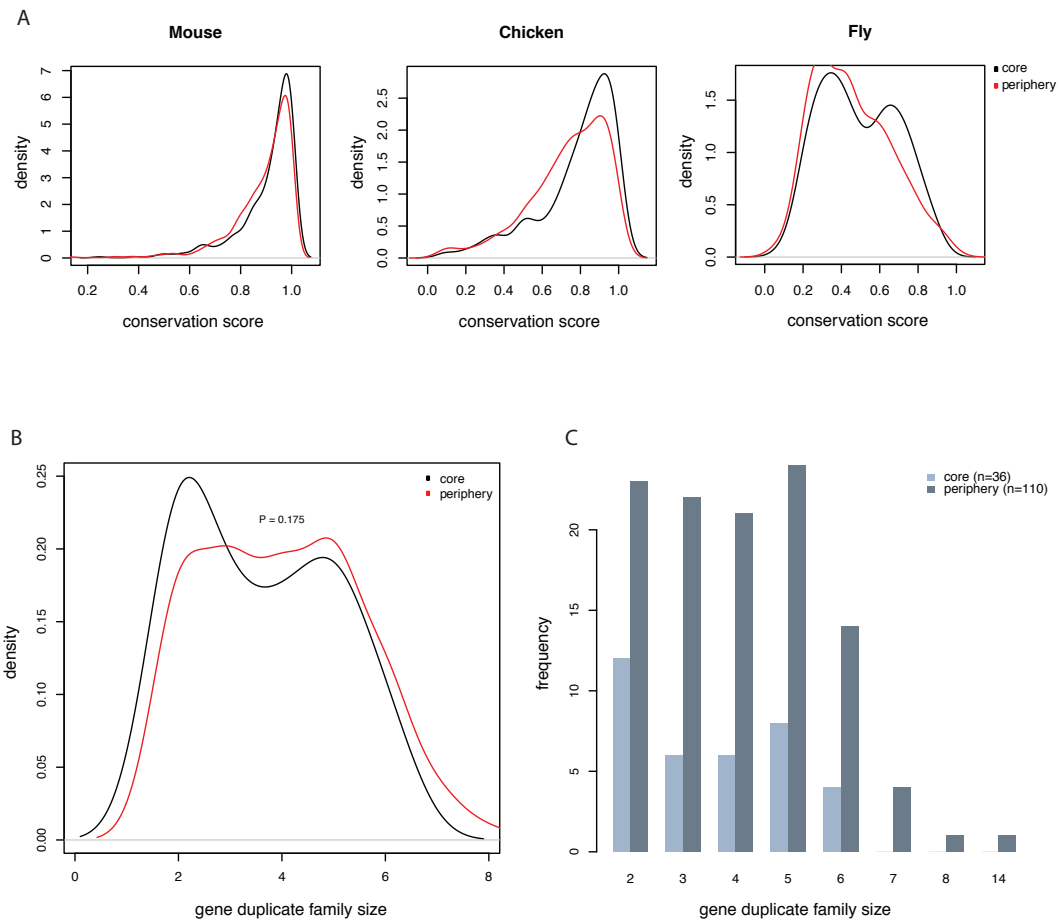 A
Mouse
Chicken
Fly
core
periphery
density
0 1 2 3 4 5 6 7
0.2 0.4 0.6 0.8 1.0
conservation score
density
0.0 0.5 1.0 1.5 2.0 2.5
0.0 0.2 0.4 0.6 0.8 1.0
conservation score
density
0.0 0.5 1.0 1.5
0.0 0.2 0.4 0.6 0.8 1.0
conservation score
B
core
periphery
P = 0.175
density
0.00 0.05 0.10 0.15 0.20 0.25
0 2 4 6 8
gene duplicate family size
C
core (n=36)
periphery (n=110)
frequency
0 5 10 15 20
2 3 4 5 6 7 8 14
gene duplicate family size